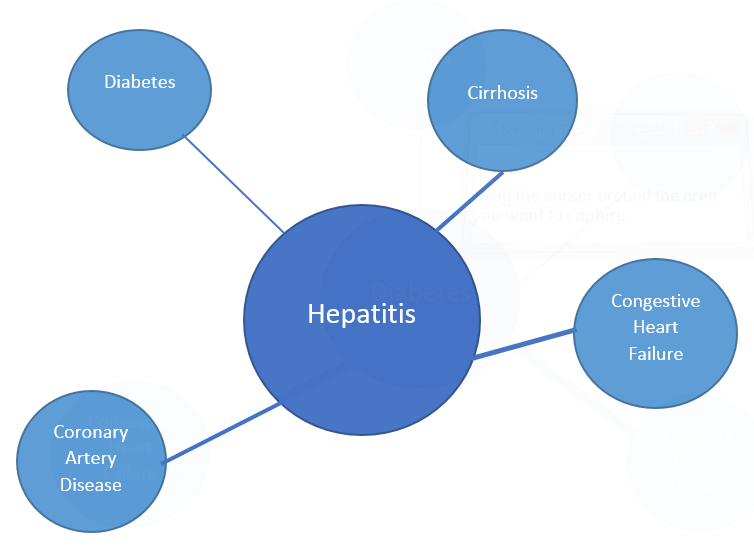 Diabetes
Cirrhosis
Drag the cursor around the area
you want to capture.
Diabetes
Hepatitis
Congestive
Heart
Failure
Coronary
Artery
Disease